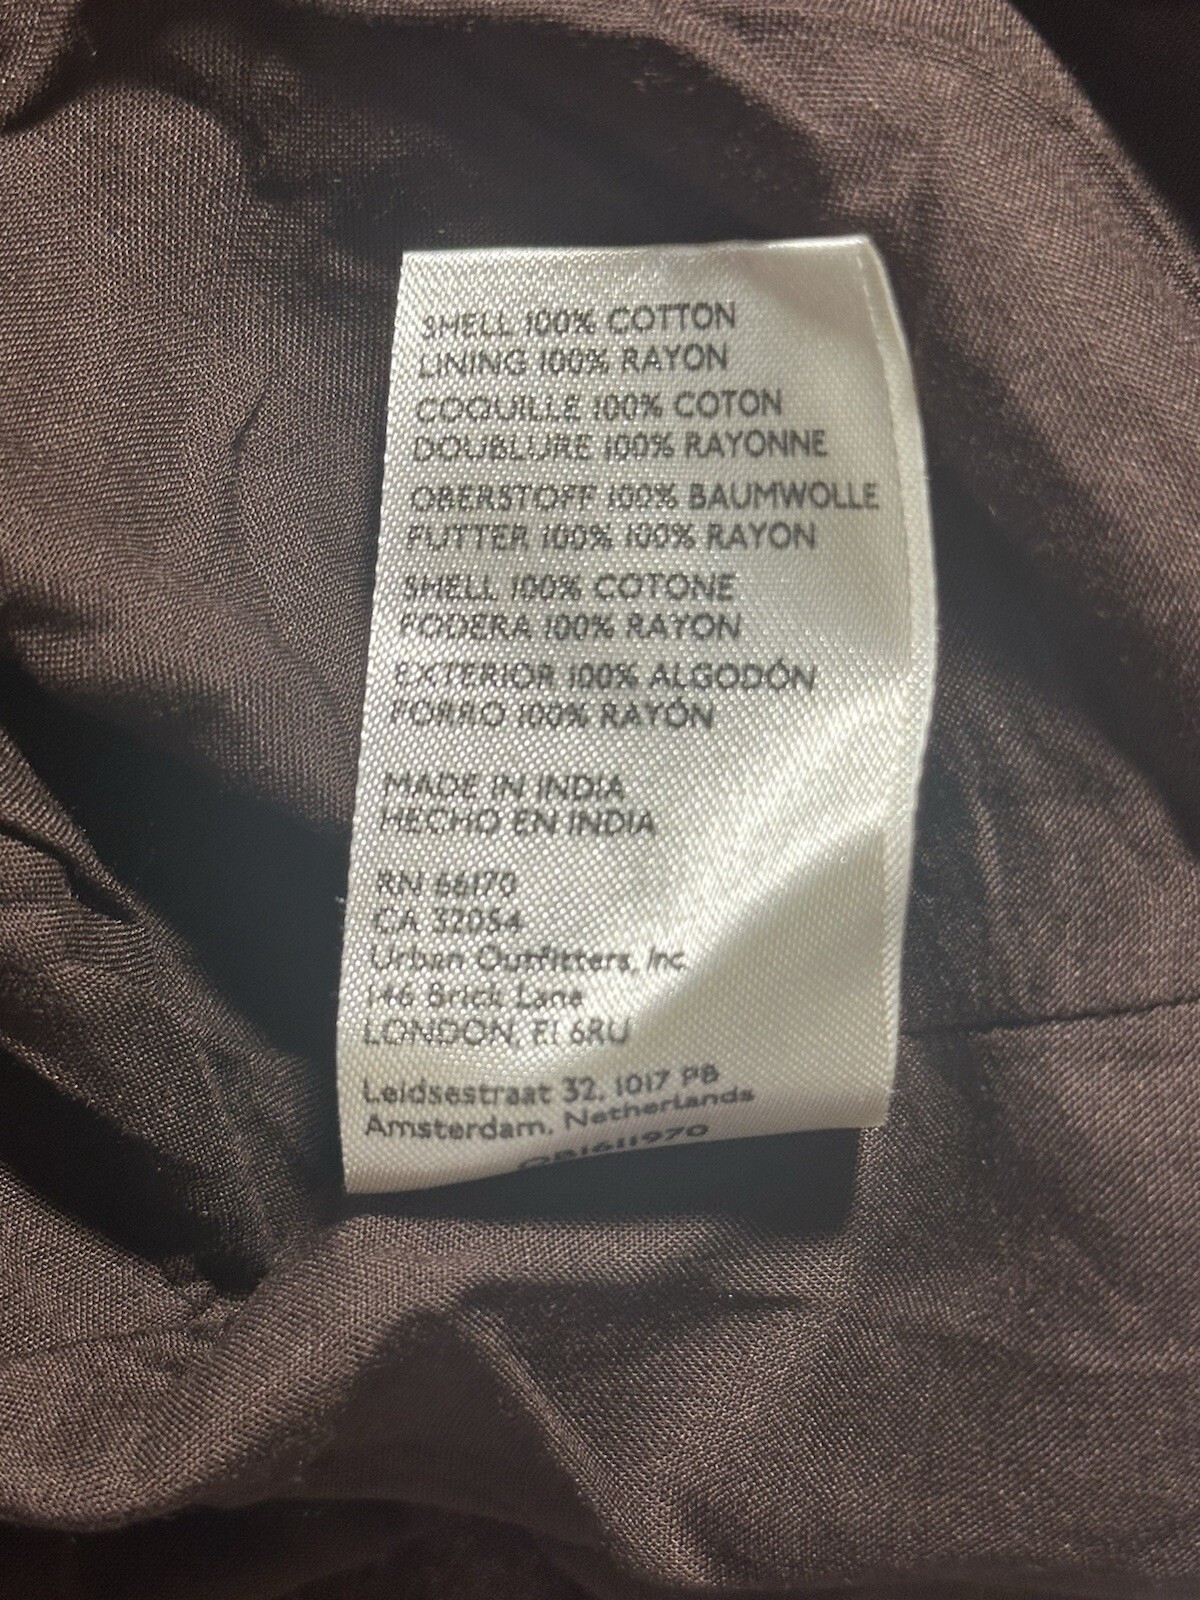 SHELL 100% COTTON
LINING 100% RAYON
COQUILLE 100% COTON
DOUBLURE 100% RAYONNE
OBERSTOFF 100% BAUMWOLLE
FUTTER 100% 100% RAYON
SHELL 100% COTONE
FODERA 100% RAYON
EXTERIOR 100% ALGODÓN
FORRO 100% RAYÓN
MADE IN INDIA
HECHO EN INDIA
RN 66170
CA 32054
Urban Outfitters, Inc
146 Brick Lane
LONDON, E1 6RU
Leidsestraat 32, 1017 PB
Amsterdam, Netherlands